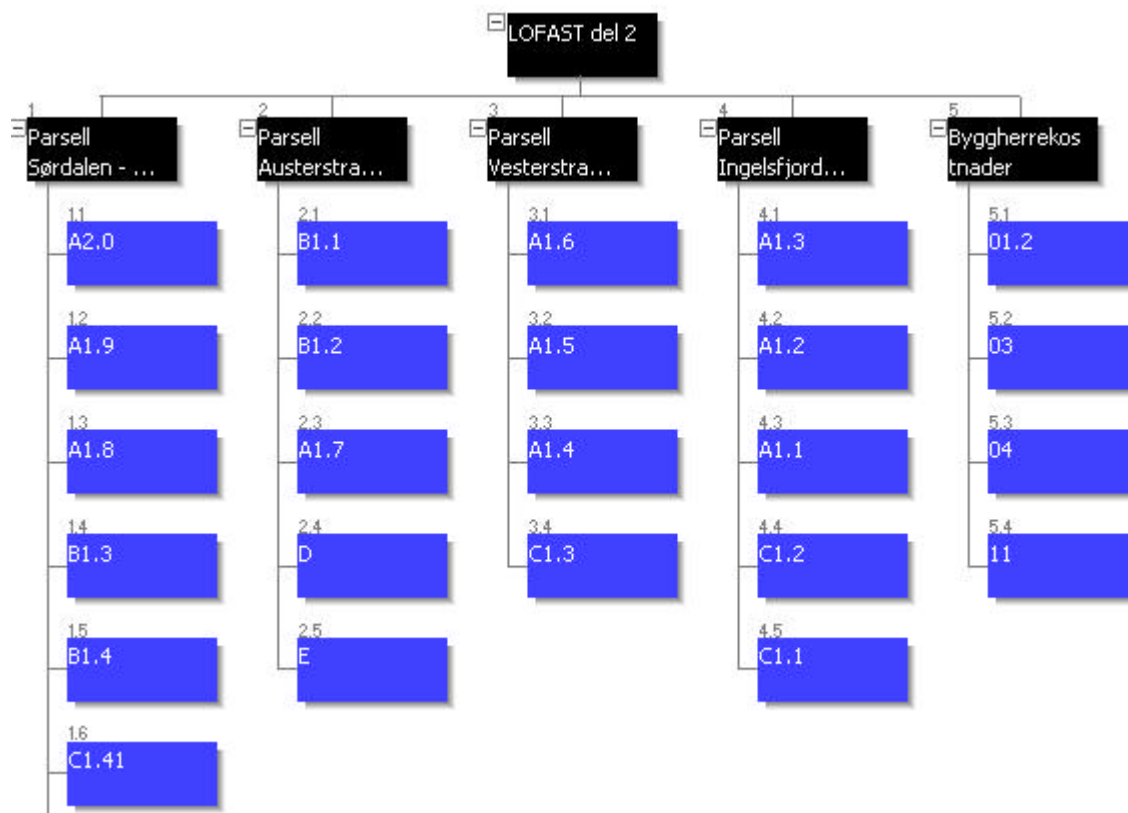 LOFAST del 2
1
Parsell
Sørdalen - ...
1.1
A2.0
1.2
A1.9
1.3
A1.8
1.4
B1.3
1.5
B1.4
1.6
C1.41
2
Parsell
Austerstra...
2.1
B1.1
2.2
B1.2
2.3
A1.7
2.4
D
2.5
E
3
Parsell
Vesterstra...
3.1
A1.6
3.2
A1.5
3.3
A1.4
3.4
C1.3
4
Parsell
Ingelsfjord...
4.1
A1.3
4.2
A1.2
4.3
A1.1
4.4
C1.2
4.5
C1.1
5
Byggherrekos
tnader
5.1
01.2
5.2
03
5.3
04
5.4
11